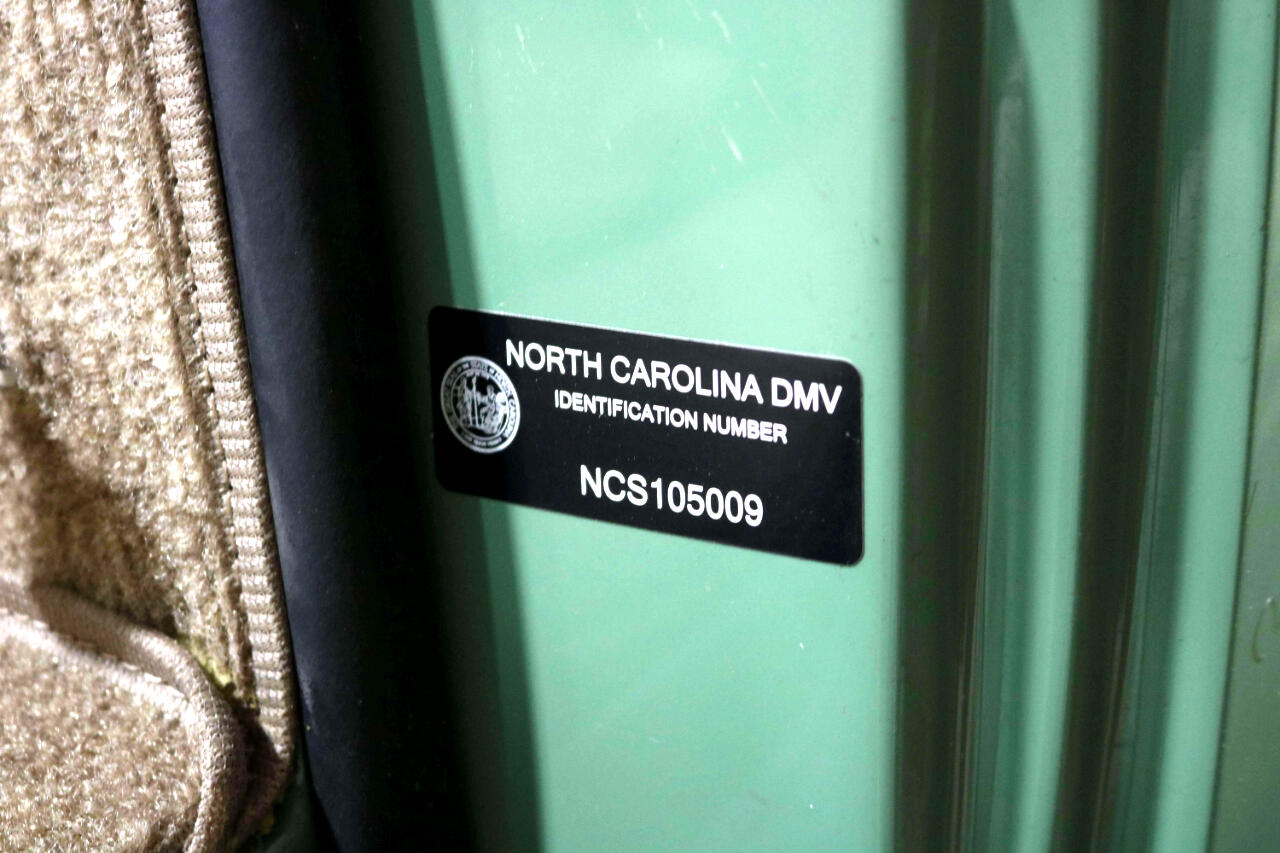 NORTH CAROLINA DMV
IDENTIFICATION NUMBER
NCS105009